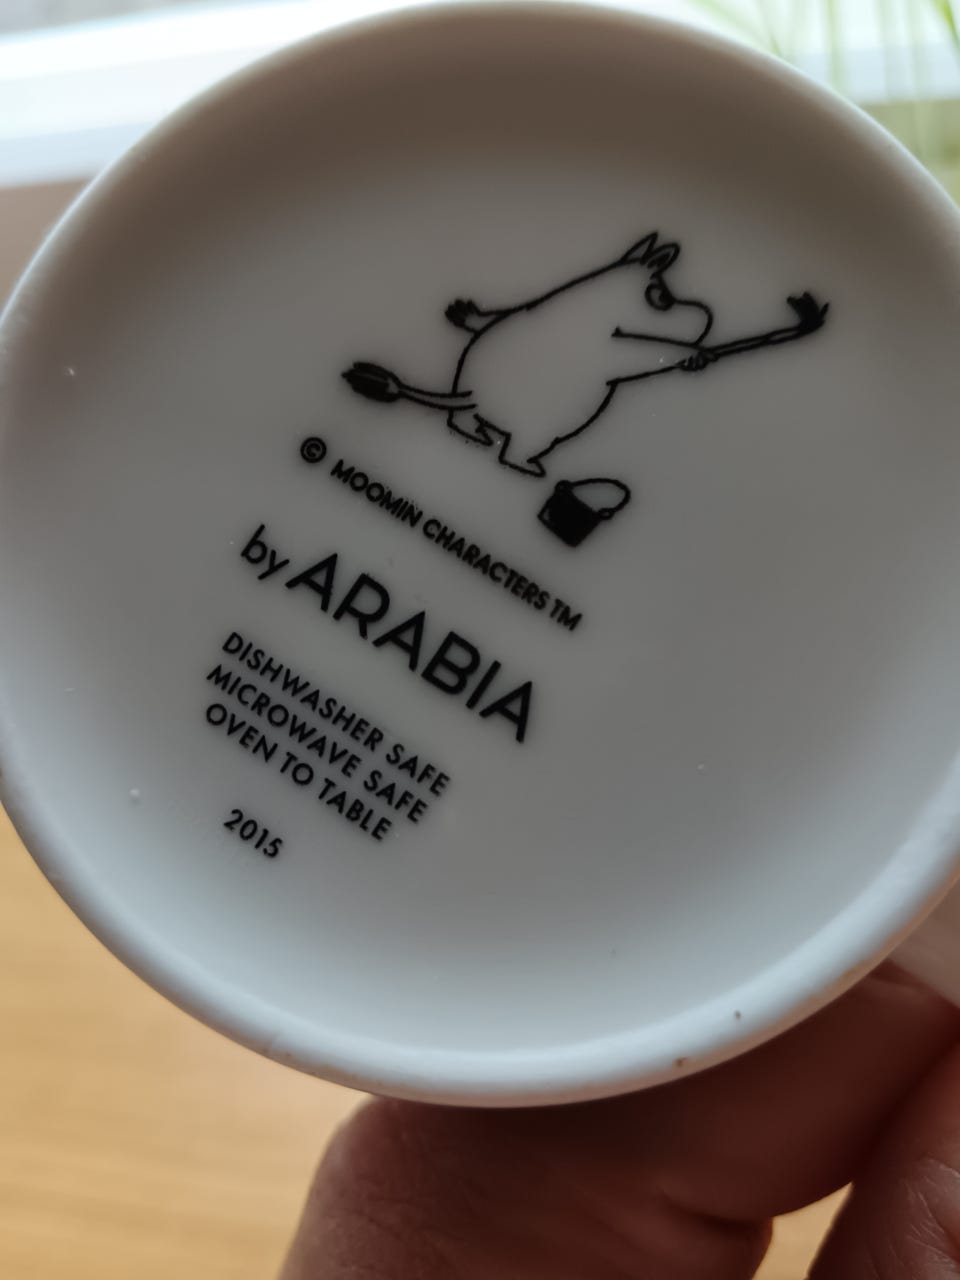 © MOOMIN CHARACTERS TM
by ARABIA
DISHWASHER SAFE
MICROWAVE SAFE
OVEN TO TABLE
2015